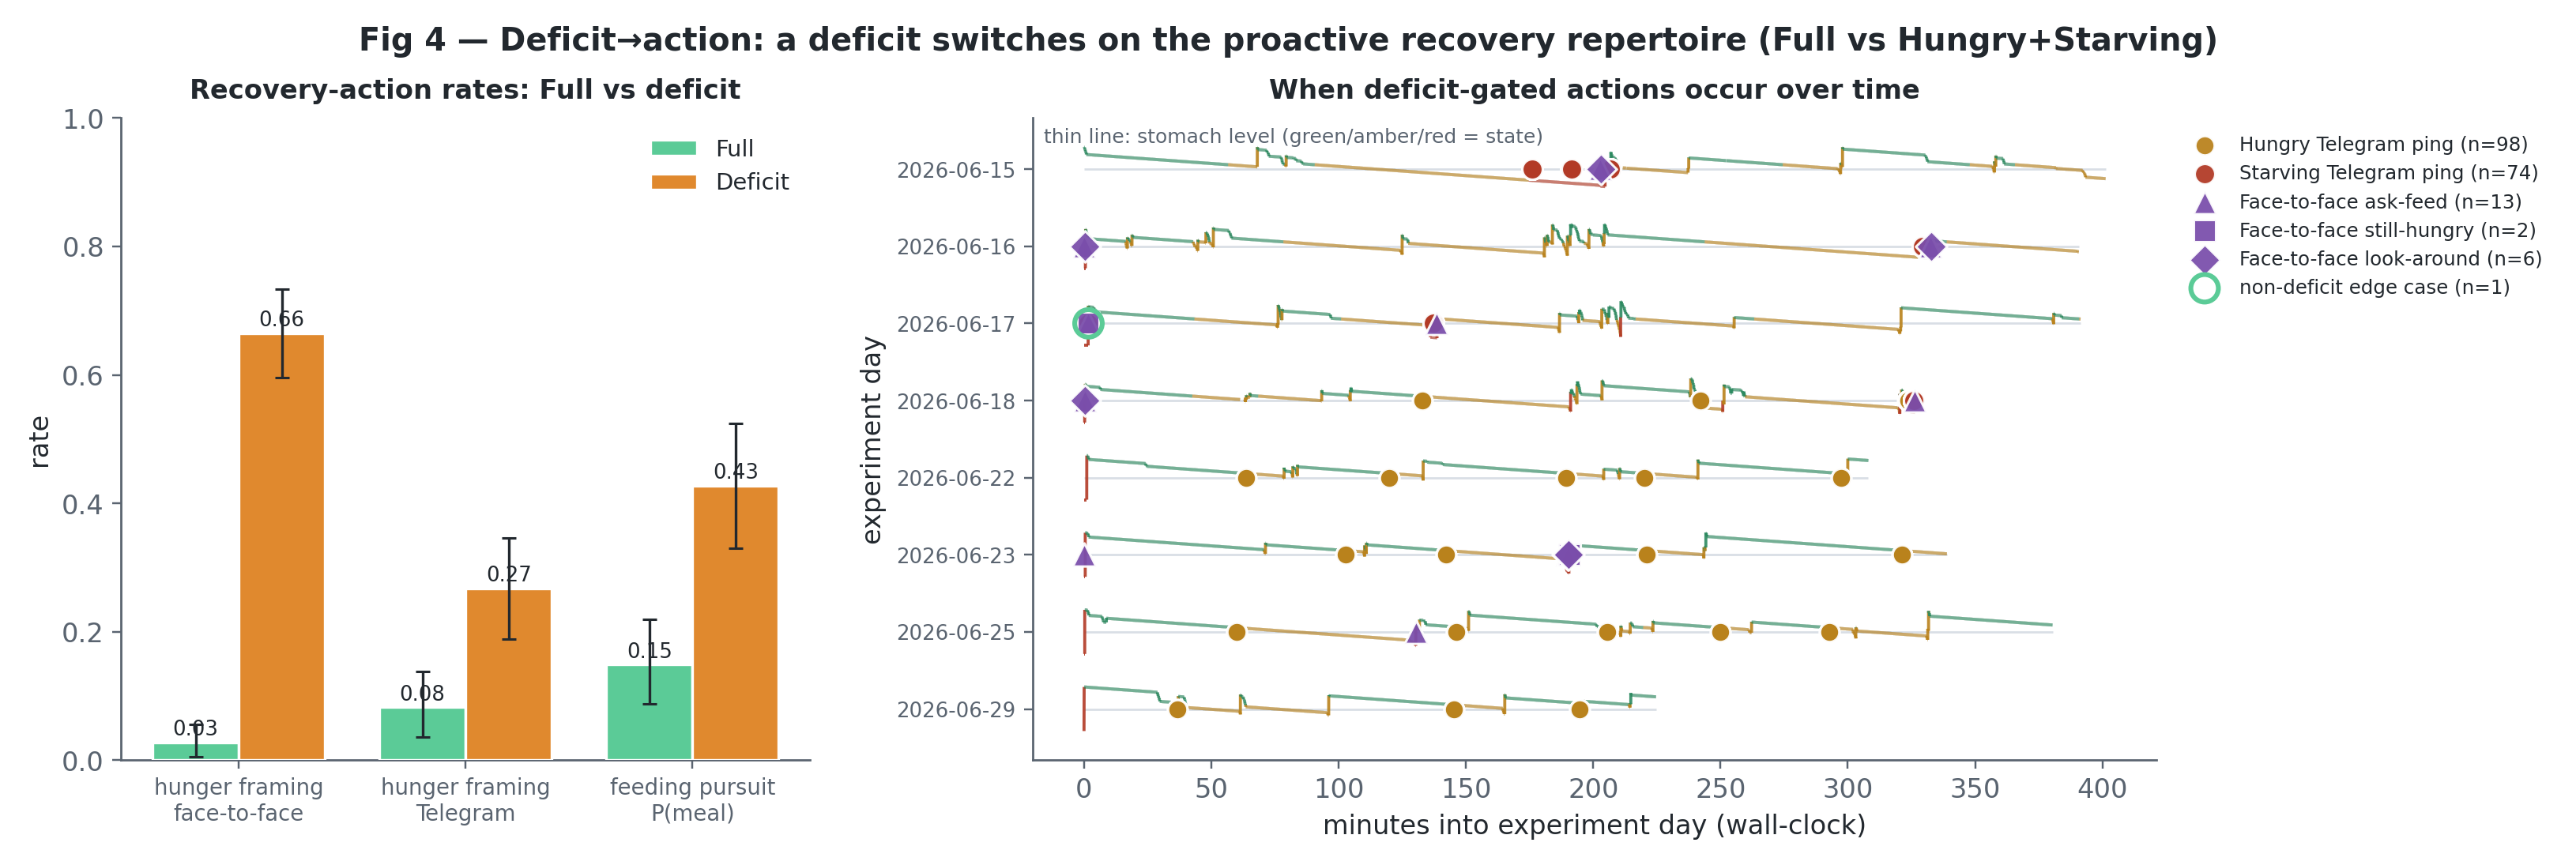 Fig 4 — Deficit→action: a deficit switches on the proactive recovery repertoire (Full vs Hungry+Starving)
Recovery-action rates: Full vs deficit
1.0
0.8
0.6
0.4
0.2
0.0
rate
Full
Deficit
0.03
0.66
0.08
0.27
0.15
0.43
hunger framing
face-to-face
hunger framing
Telegram
feeding pursuit
P(meal)
When deficit-gated actions occur over time
thin line: stomach level (green/amber/red = state)
experiment day
2026-06-15
2026-06-16
2026-06-17
2026-06-18
2026-06-22
2026-06-23
2026-06-25
2026-06-29
0 50 100 150 200 250 300 350 400
minutes into experiment day (wall-clock)
Hungry Telegram ping (n=98)
Starving Telegram ping (n=74)
Face-to-face ask-feed (n=13)
Face-to-face still-hungry (n=2)
Face-to-face look-around (n=6)
non-deficit edge case (n=1)